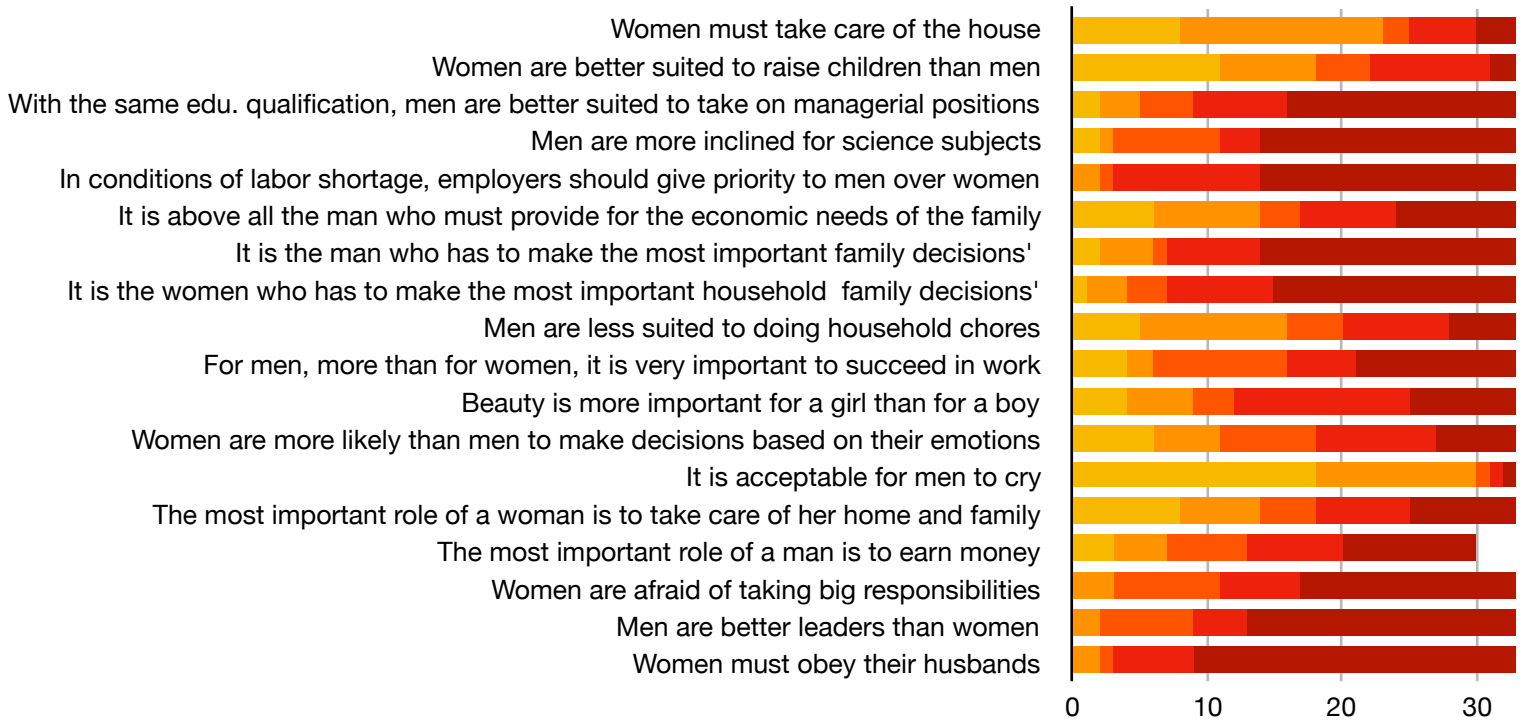 Women must take care of the house
Women are better suited to raise children than men
With the same edu. qualification, men are better suited to take on managerial positions
Men are more inclined for science subjects
In conditions of labor shortage, employers should give priority to men over women
It is above all the man who must provide for the economic needs of the family
It is the man who has to make the most important family decisions'
It is the women who has to make the most important household  family decisions'
Men are less suited to doing household chores
For men, more than for women, it is very important to succeed in work
Beauty is more important for a girl than for a boy
Women are more likely than men to make decisions based on their emotions
It is acceptable for men to cry
The most important role of a woman is to take care of her home and family
The most important role of a man is to earn money
Women are afraid of taking big responsibilities
Men are better leaders than women
Women must obey their husbands
0 10 20 30